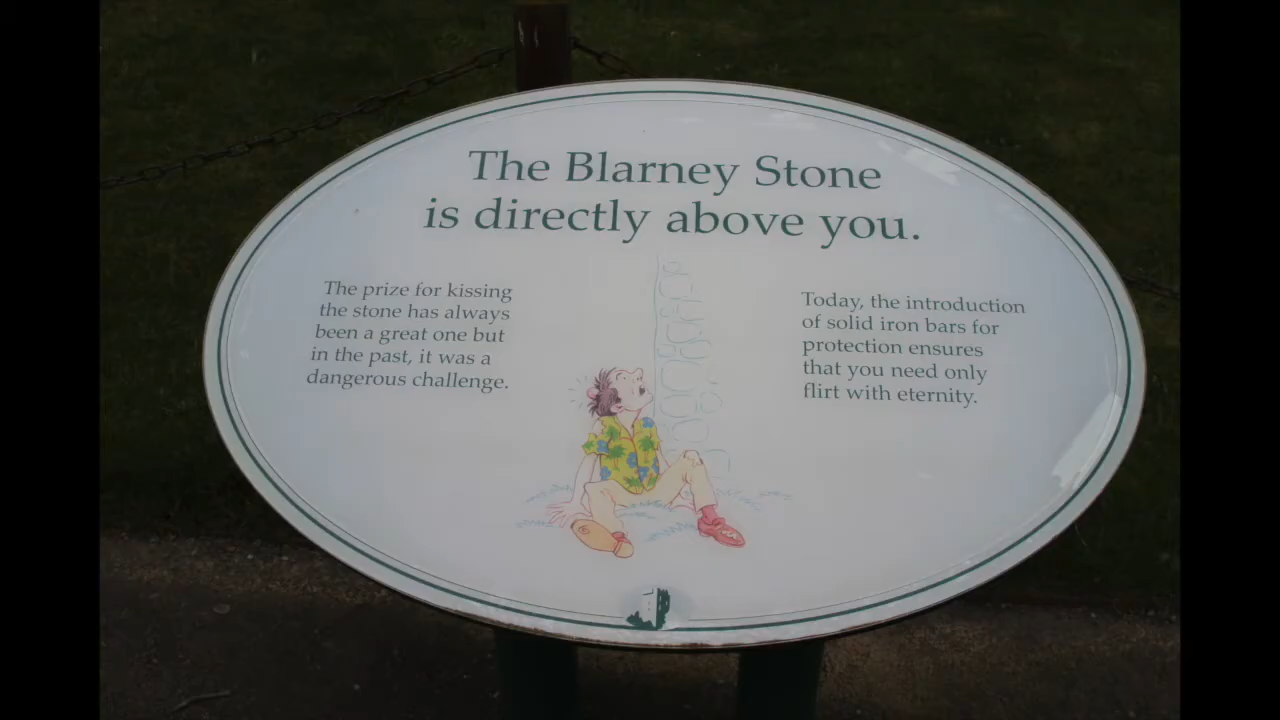 The Blarney Stone
is directly above you.
The prize for kissing
the stone has always
been a great one but
in the past, it was a
dangerous challenge.
Today, the introduction
of solid iron bars for
protection ensures
that you need only
flirt with eternity.